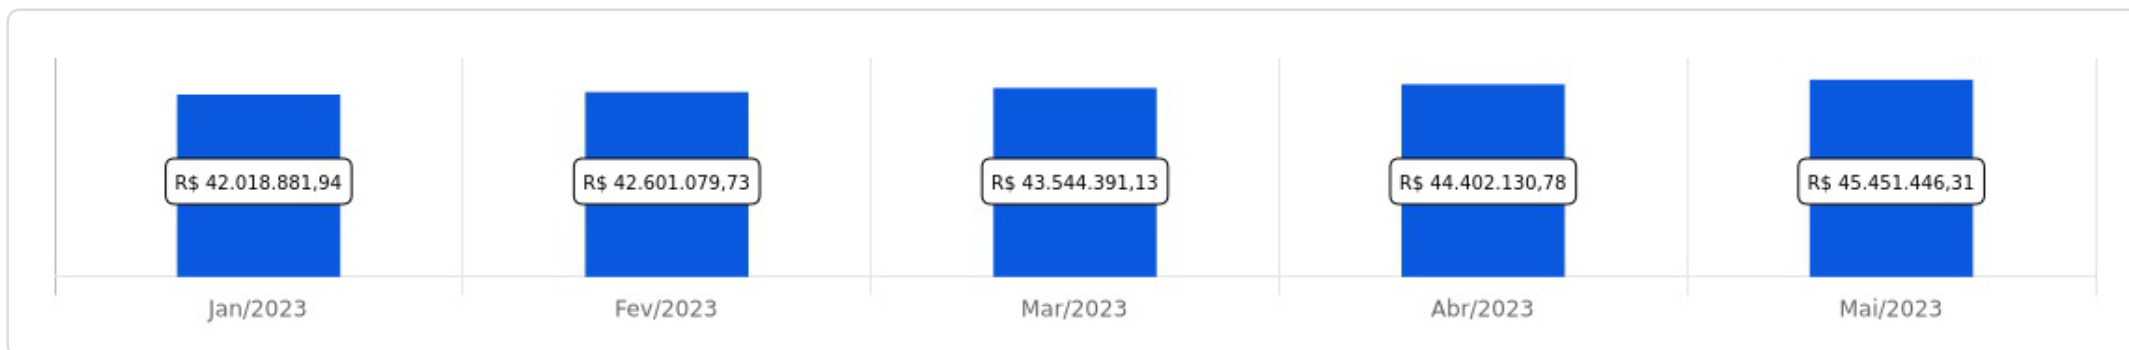 R$ 42.018.881,94
R$ 42.601.079,73
R$ 43.544.391,13
R$ 44.402.130,78
R$ 45.451.446,31
Jan/2023
Fev/2023
Mar/2023
Abr/2023
Mai/2023